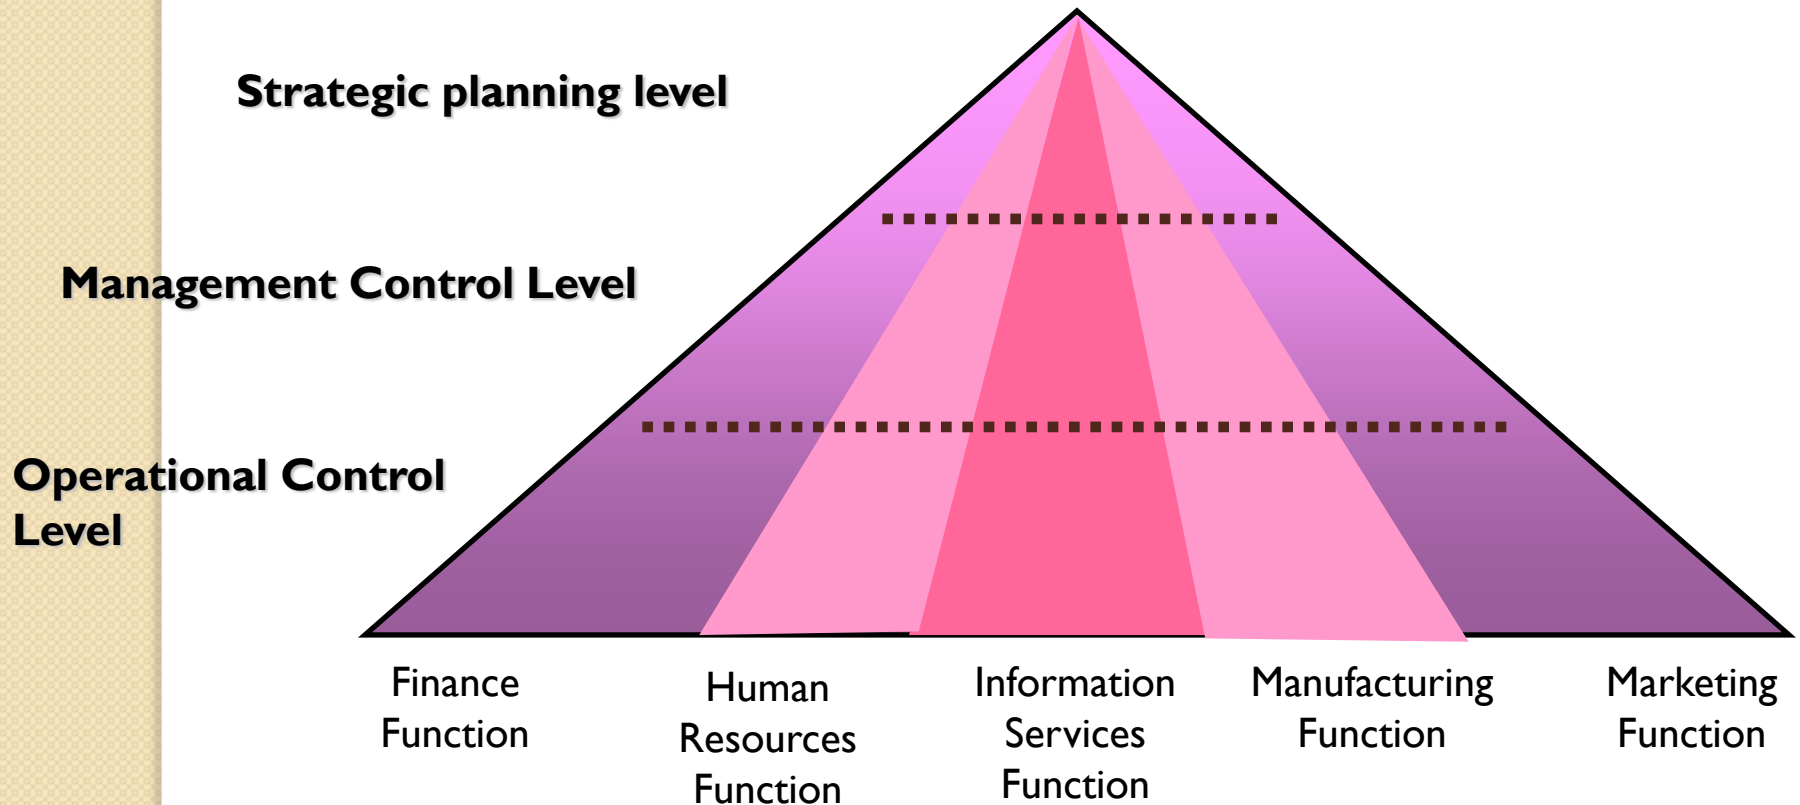 Strategic planning level
Management Control Level
Operational Control
Level
Finance
Function
Human
Resources
Function
Information
Services
Function
Manufacturing
Function
Marketing
Function